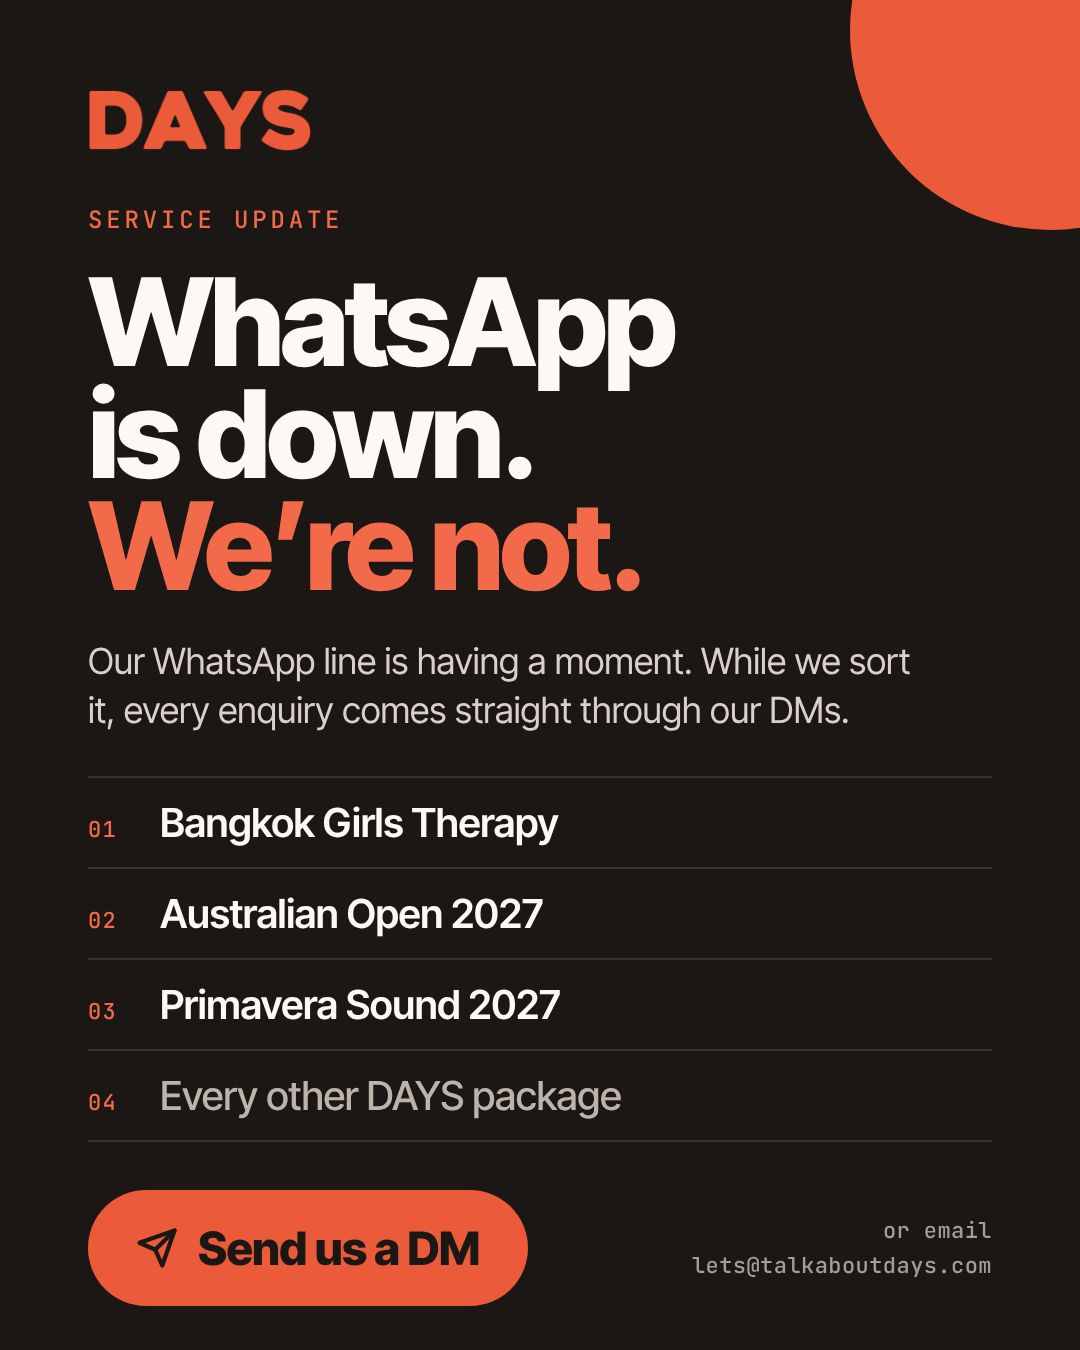 DAYS
SERVICE UPDATE
WhatsApp
is down.
We’re not.
Our WhatsApp line is having a moment. While we sort
it, every enquiry comes straight through our DMs.
01 Bangkok Girls Therapy
02 Australian Open 2027
03 Primavera Sound 2027
04 Every other DAYS package
Send us a DM
or email
lets@talkaboutdays.com